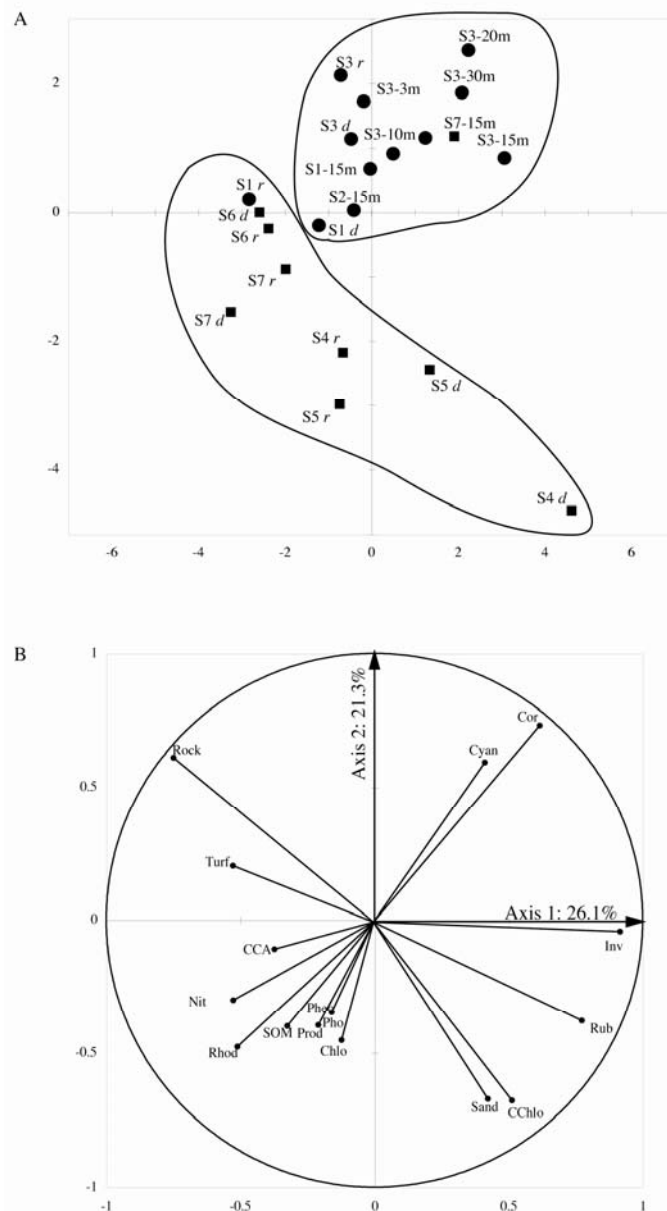 A
S3-20m
S3 r
S3-30m
2
S3-3m
S3 d
S3-10m
S7-15m
S3-15m
S1-15m
S1 r
S2-15m
0
S6 d
S1 d
S6 r
S7 r
S7 d
S4 r
-2
S5 d
S5 r
-4
S4 d
-6 -4 -2 0 2 4 6
B
1
Axis 2: 21.3%
Cor
Rock
Cyan
0.5
Turf
0
Axis 1: 26.1%
CCA
Inv
Nit
Pheo
Pho
Rub
SOM
Prod
Rhod
Chlo
-0.5
Sand
CChlo
-1
-1 -0.5 0 0.5 1